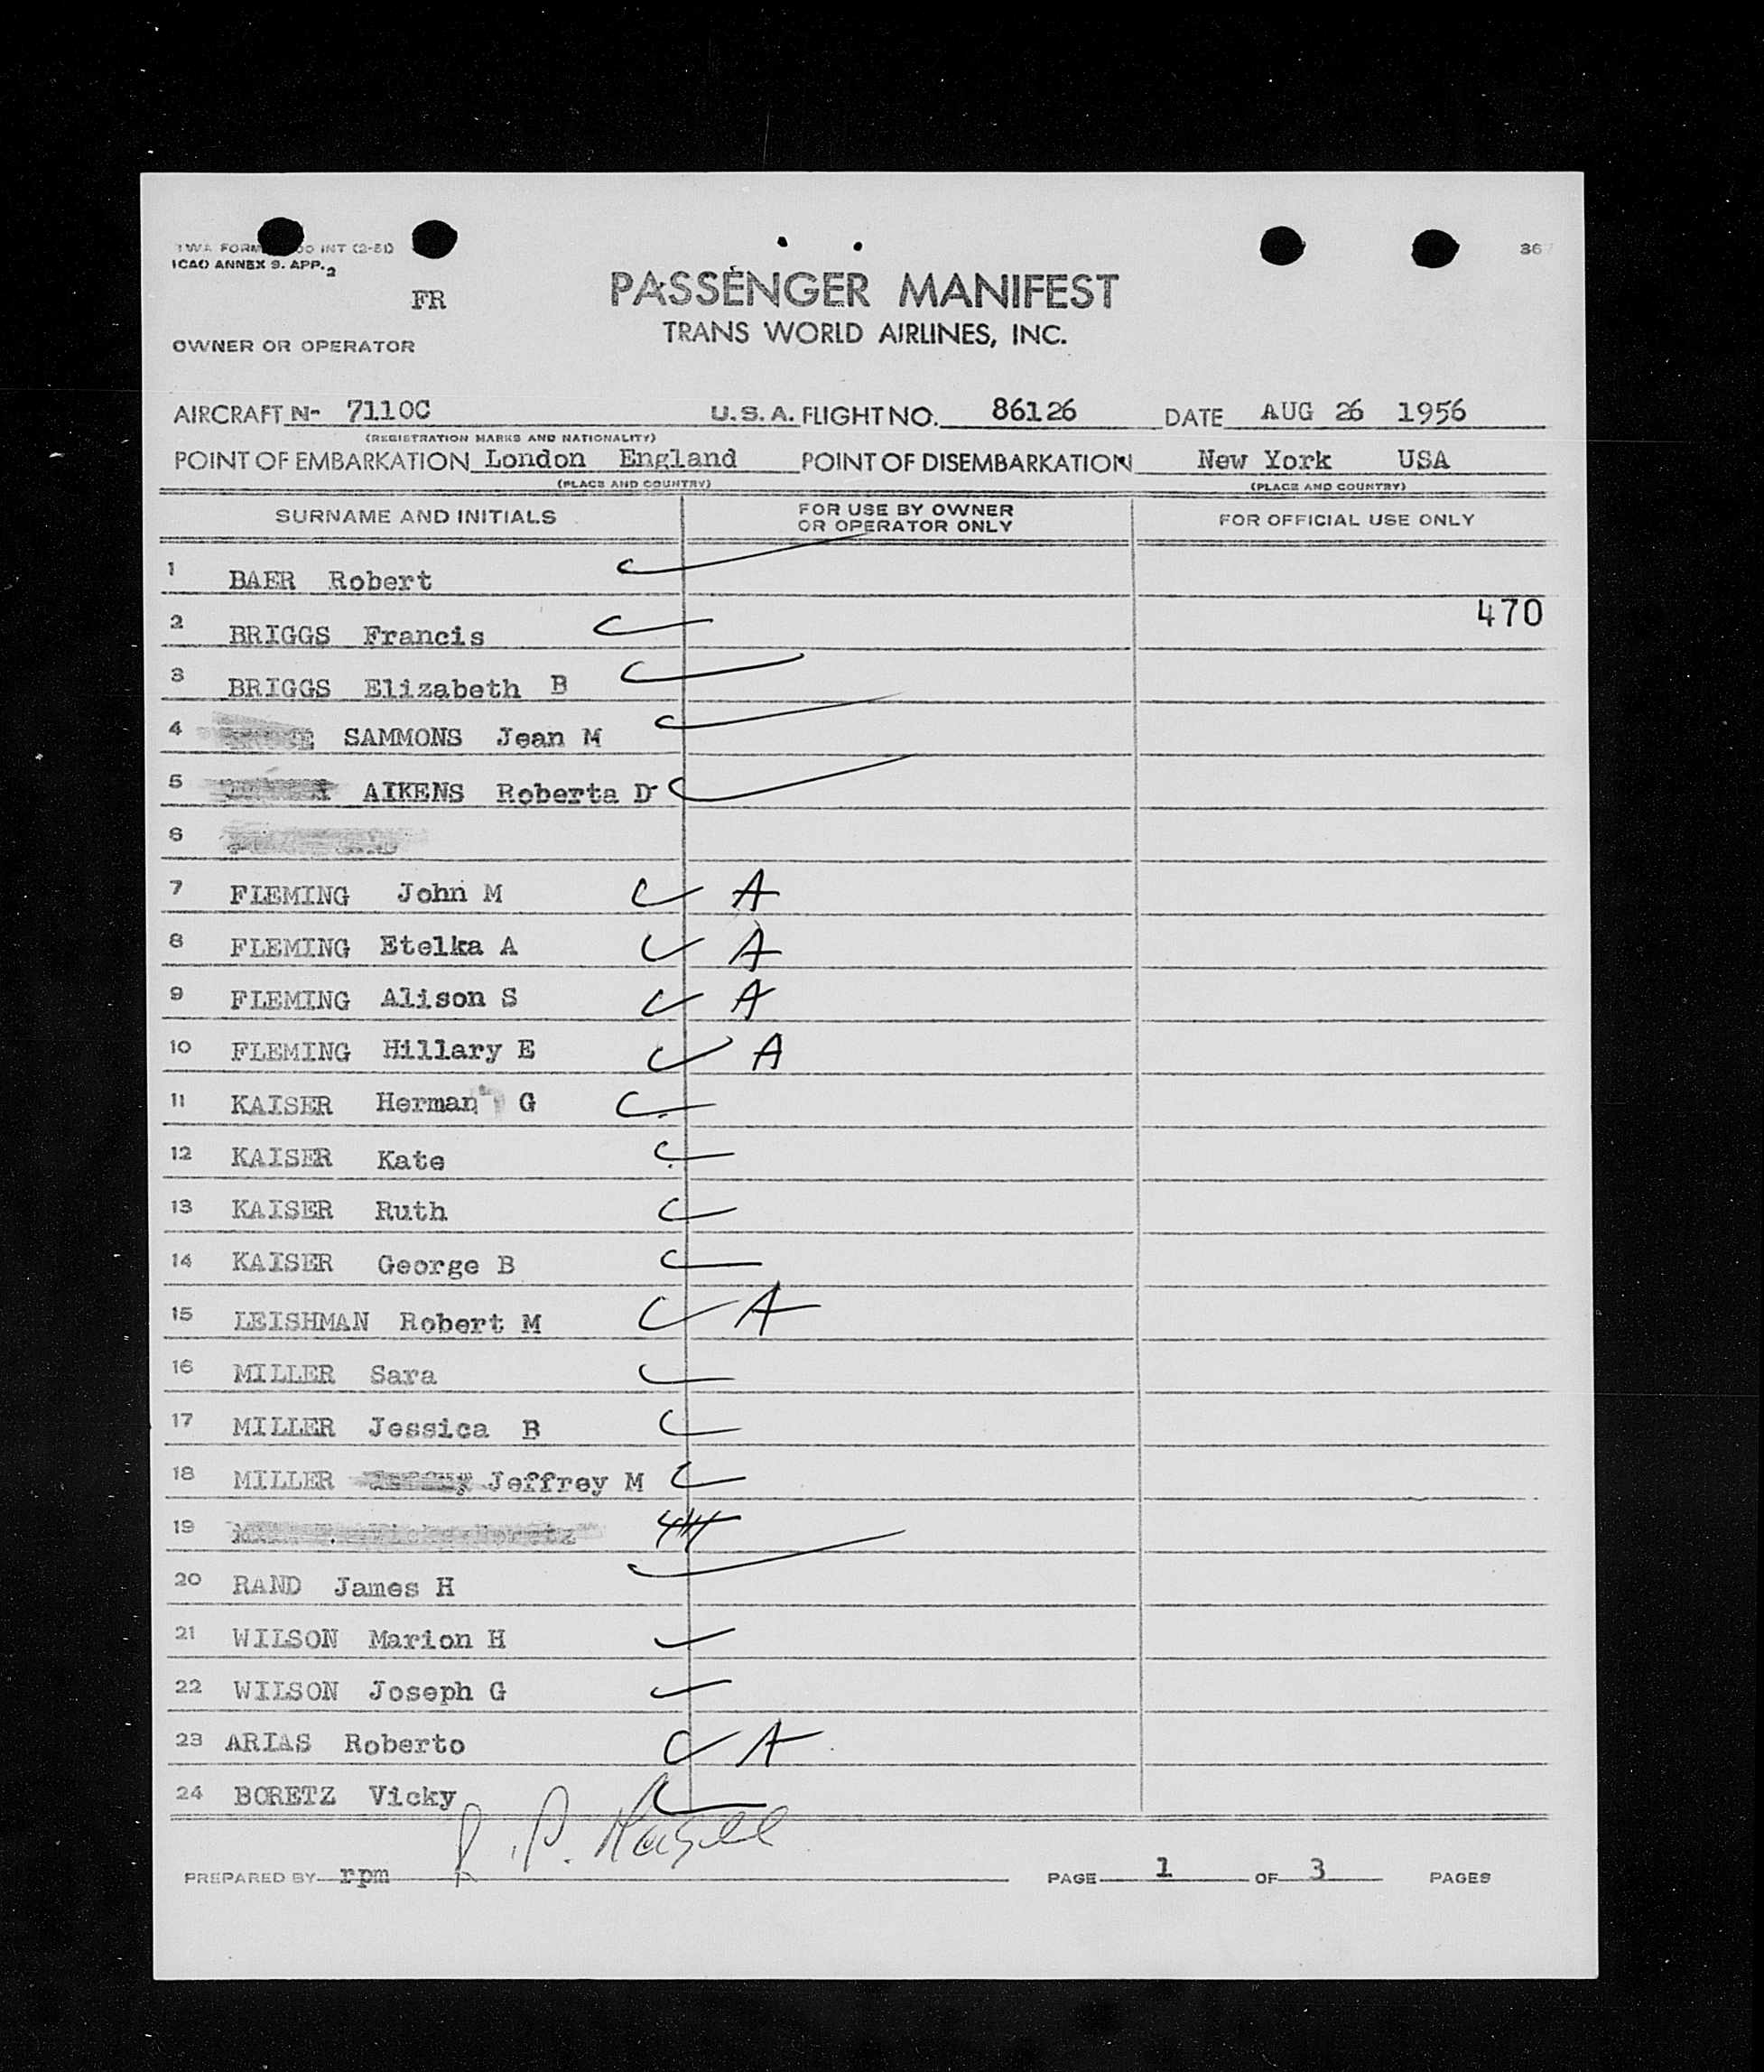 TWA FORM OO INT (2-51)
ICAO ANNEX 9. APP. 2
FR
PASSENGER MANIFEST
TRANS WORLD AIRLINES, INC.
OWNER OR OPERATOR
AIRCRAFT N- 7110C U.S.A. FLIGHT NO. 86126 DATE AUG 26 1956
(REGISTRATION MARKS AND NATIONALITY)
POINT OF EMBARKATION London England POINT OF DISEMBARKATION New York USA
(PLACE AND COUNTRY) (PLACE AND COUNTRY)
SURNAME AND INITIALS
FOR USE BY OWNER
OR OPERATOR ONLY
FOR OFFICIAL USE ONLY
1 BAER Robert
470
2 BRIGGS Francis
3 BRIGGS Elizabeth B
4 SAMMONS Jean M
5 AIKENS Roberta D
6
7 FLEMING John M A
8 FLEMING Etelka A A
9 FLEMING Alison S A
10 FLEMING Hillary E A
11 KAISER Herman G
12 KAISER Kate
13 KAISER Ruth
14 KAISER George B
15 LEISHMAN Robert M A
16 MILLER Sara
17 MILLER Jessica B
18 MILLER Jeffrey M
19
20 RAND James H
21 WILSON Marion H
22 WILSON Joseph G
23 ARIAS Roberto A
24 BORETZ Vicky
PREPARED BY rpm PAGE 1 OF 3 PAGES